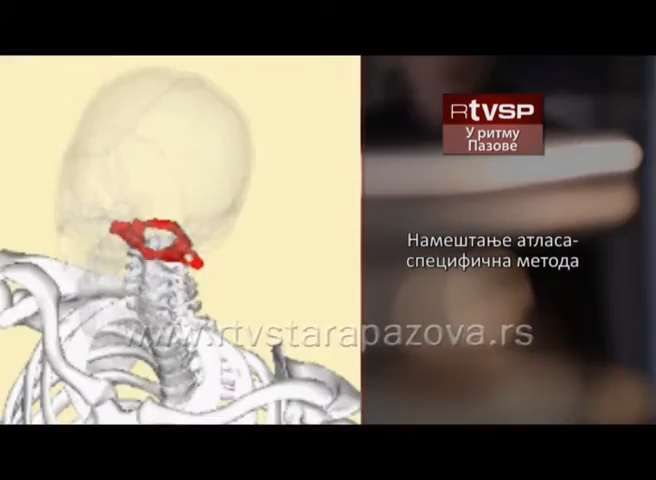 RTVSP
У ритму
Пазове
Намештање атласа-
специфична метода
www.rtvstarapazova.rs